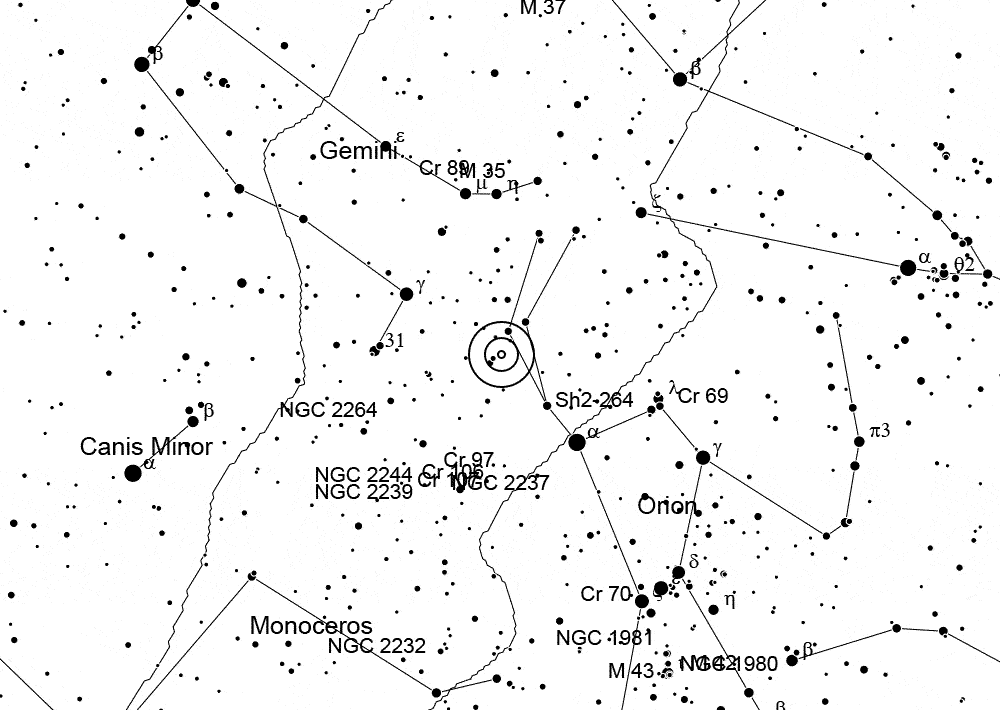 M 37
β
β
ε
Gemini
Cr 89
M 35
μ
η
ζ
α
θ2
γ
31
NGC 2264
Sh2-264
λ
Cr 69
β
Canis Minor
α
α
π3
γ
Cr 97
NGC 2244
Cr 106
NGC 2237
NGC 2239
Orion
δ
ε
Cr 70
ζ
η
Monoceros
NGC 2232
NGC 1981
β
M 43
M 42
NGC 1980
β